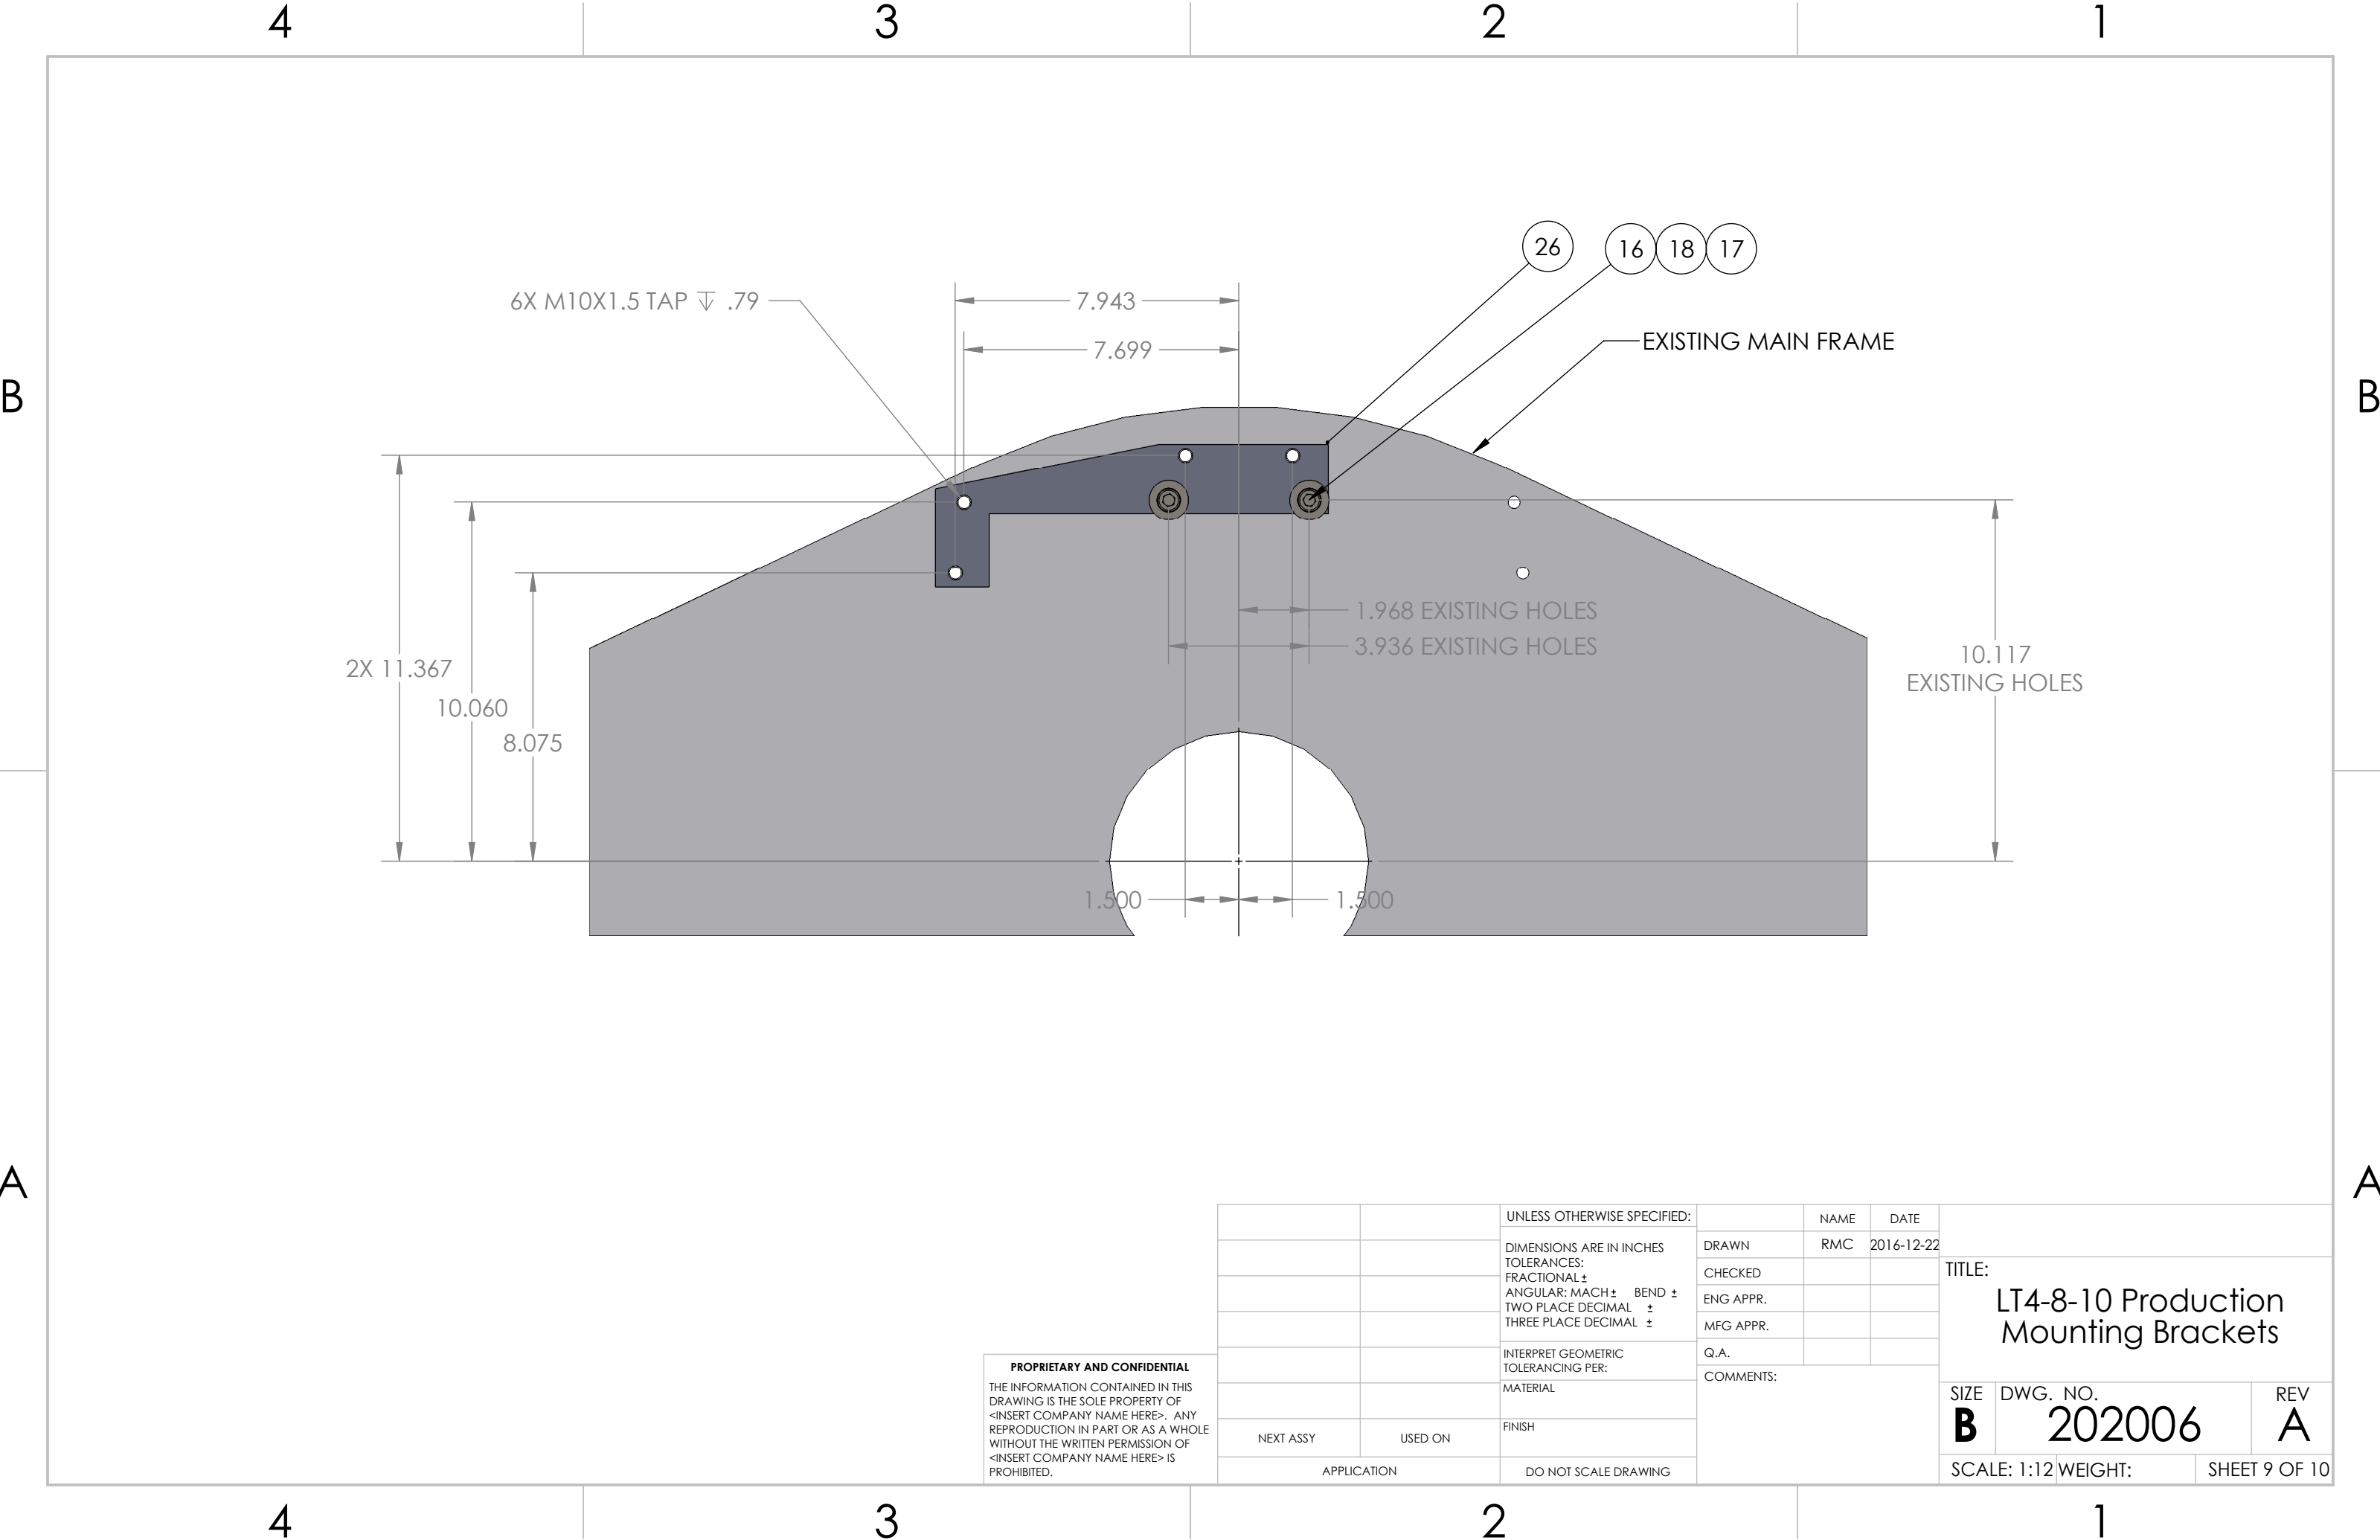 4 3 2 1
26 16 18 17
6X M10X1.5 TAP ↧ .79
7.943
7.699
EXISTING MAIN FRAME
B B
1.968 EXISTING HOLES
3.936 EXISTING HOLES
2X 11.367
10.060
8.075
10.117
EXISTING HOLES
1.500 1.500
A A
UNLESS OTHERWISE SPECIFIED:
DIMENSIONS ARE IN INCHES
TOLERANCES:
FRACTIONAL ±
ANGULAR: MACH ± BEND ±
TWO PLACE DECIMAL ±
THREE PLACE DECIMAL ±
INTERPRET GEOMETRIC
TOLERANCING PER:
MATERIAL
FINISH
DO NOT SCALE DRAWING
NAME DATE
DRAWN RMC 2016-12-22
CHECKED
ENG APPR.
MFG APPR.
Q.A.
COMMENTS:
TITLE:
LT4-8-10 Production
Mounting Brackets
SIZE DWG. NO. REV
B 202006 A
SCALE: 1:12 WEIGHT: SHEET 9 OF 10
PROPRIETARY AND CONFIDENTIAL
THE INFORMATION CONTAINED IN THIS
DRAWING IS THE SOLE PROPERTY OF
<INSERT COMPANY NAME HERE>. ANY
REPRODUCTION IN PART OR AS A WHOLE
WITHOUT THE WRITTEN PERMISSION OF
<INSERT COMPANY NAME HERE> IS
PROHIBITED.
NEXT ASSY USED ON
APPLICATION
4 3 2 1